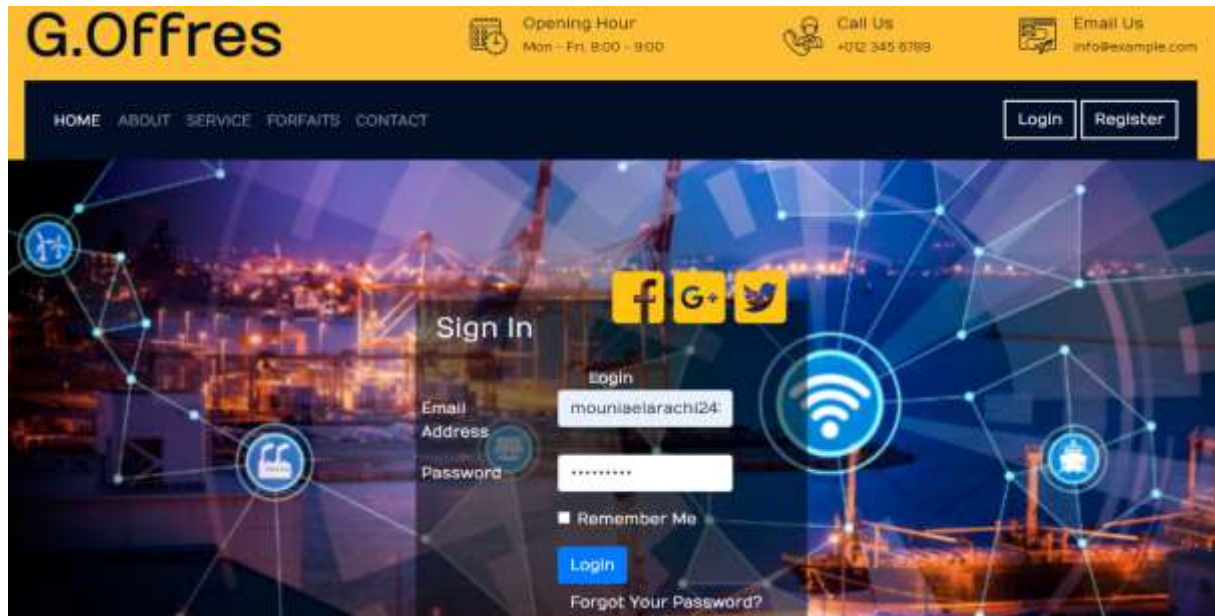 G.Offres
Opening Hour
Mon - Fri, 8:00 - 9:00
Call Us
+012 345 6789
Email Us
info@example.com
HOME ABOUT SERVICE FORFAITS CONTACT
Login Register
f G+
Sign In
Login
Email Address mouniaelarachi24
Password
Remember Me
Login
Forgot Your Password?